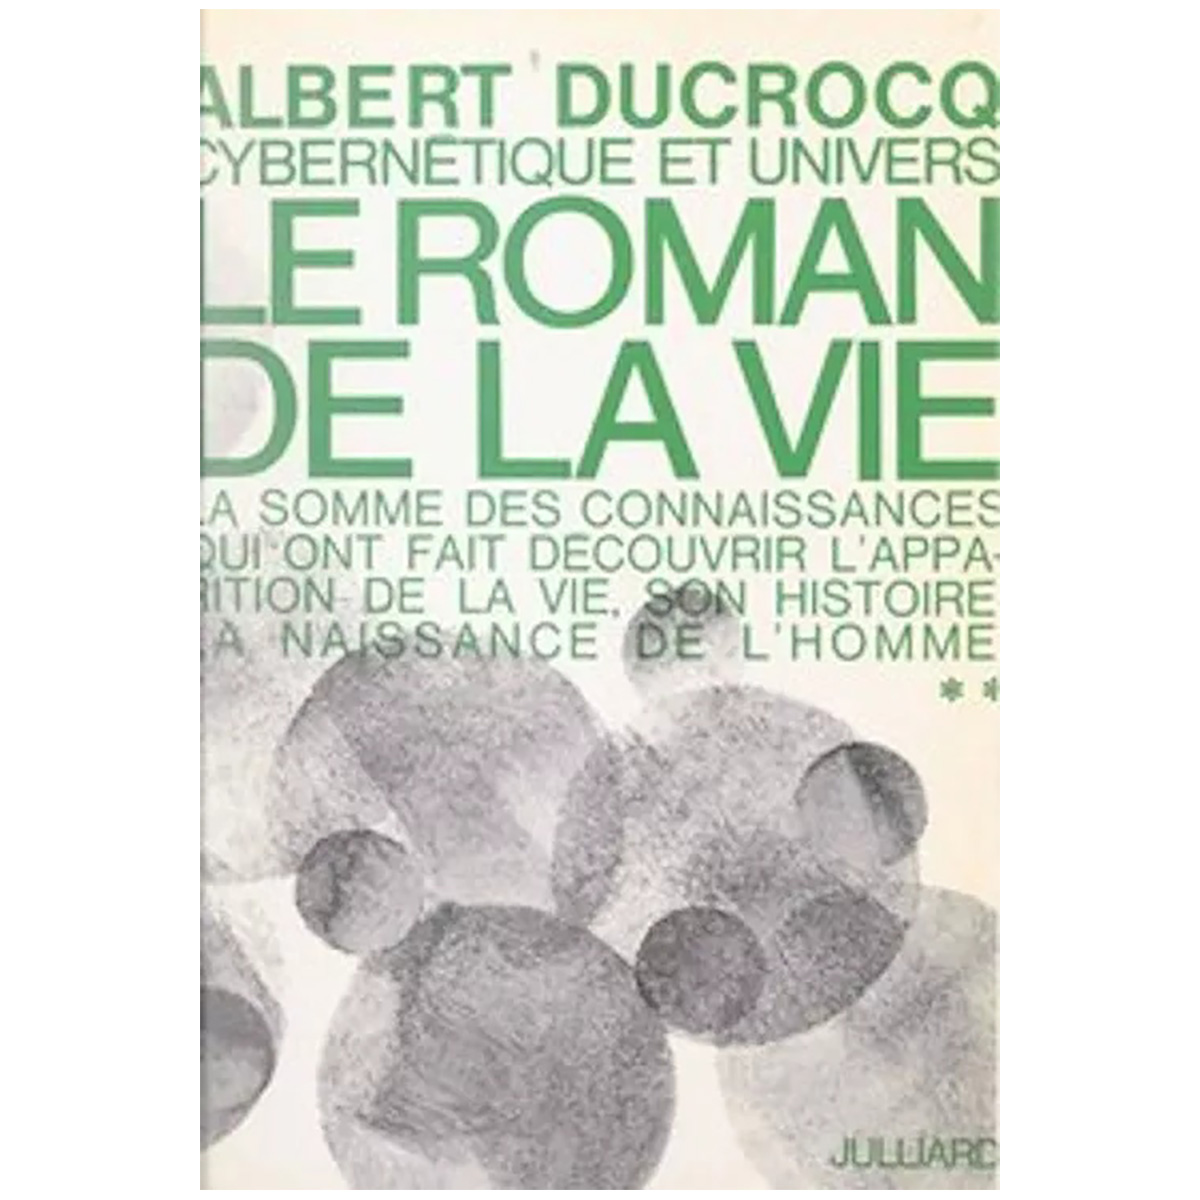 ALBERT DUCROCQ
CYBERNÉTIQUE ET UNIVERS
LE ROMAN
DE LA VIE
LA SOMME DES CONNAISSANCES
QUI ONT FAIT DECOUVRIR L'APPA-
RITION DE LA VIE, SON HISTOIRE
LA NAISSANCE DE L'HOMME
* *
JULLIARD